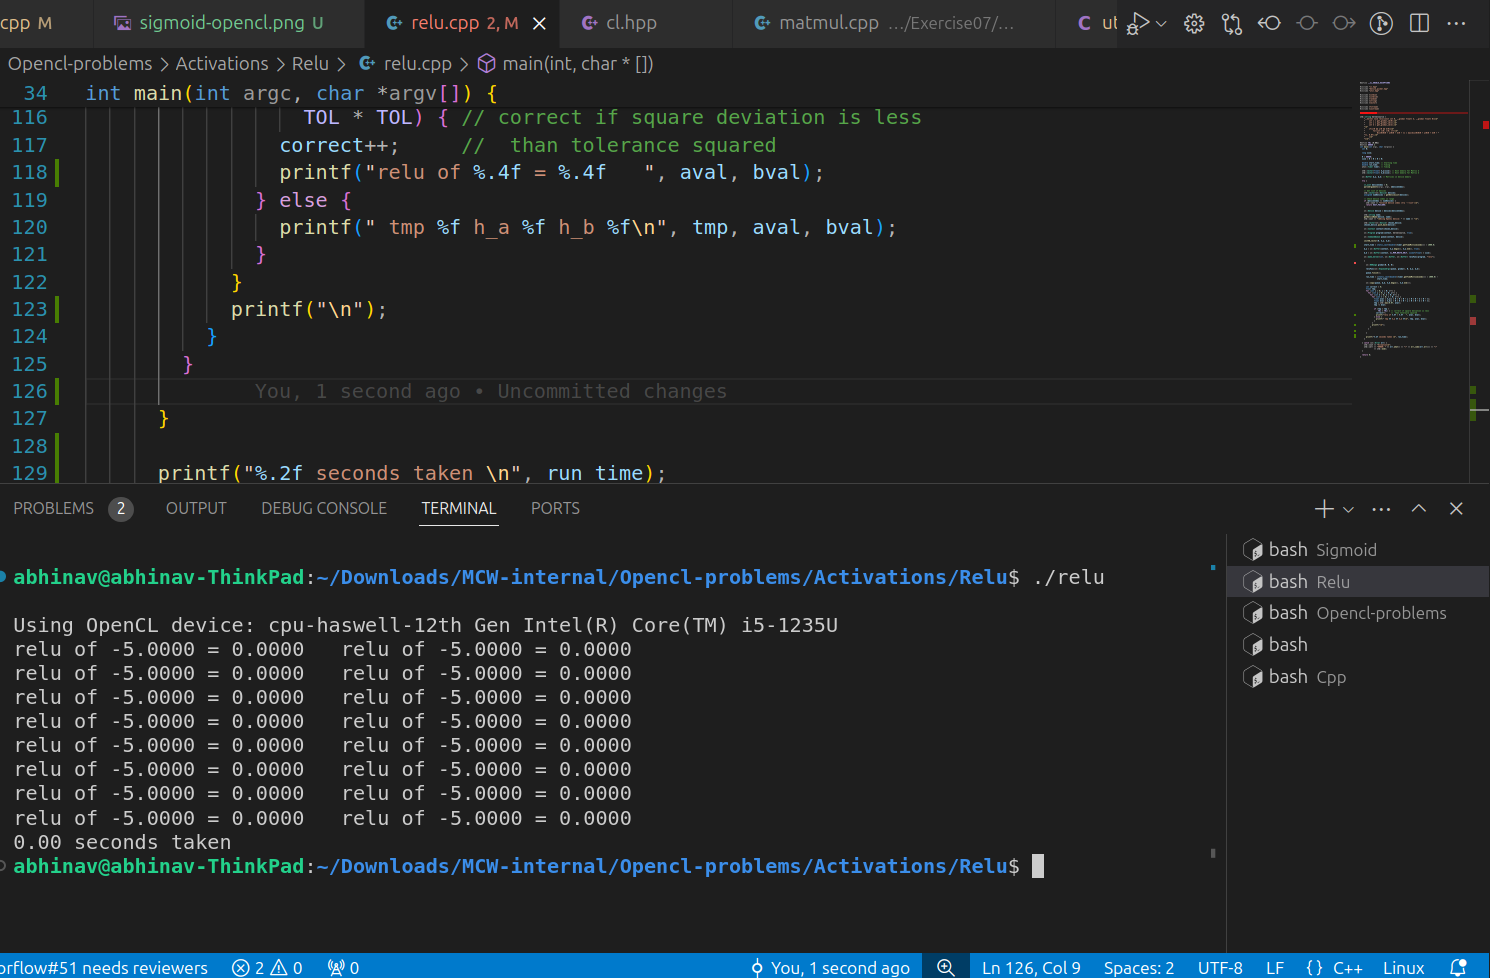 cpp M sigmoid-opencl.png U relu.cpp 2, M cl.hpp matmul.cpp .../Exercise07/... C ut
Opencl-problems > Activations > Relu > relu.cpp > main(int, char * [])
34 int main(int argc, char *argv[]) {
116 TOL * TOL) { // correct if square deviation is less
117 correct++; // than tolerance squared
118 printf("relu of %.4f = %.4f   ", aval, bval);
119 } else {
120 printf(" tmp %f h_a %f h_b %f\n", tmp, aval, bval);
121 }
122 }
123 printf("\n");
124 }
125 }
126 You, 1 second ago • Uncommitted changes
127 }
128
129 printf("%.2f seconds taken \n", run time);
PROBLEMS 2 OUTPUT DEBUG CONSOLE TERMINAL PORTS
abhinav@abhinav-ThinkPad:~/Downloads/MCW-internal/Opencl-problems/Activations/Relu$ ./relu
Using OpenCL device: cpu-haswell-12th Gen Intel(R) Core(TM) i5-1235U
relu of -5.0000 = 0.0000   relu of -5.0000 = 0.0000
relu of -5.0000 = 0.0000   relu of -5.0000 = 0.0000
relu of -5.0000 = 0.0000   relu of -5.0000 = 0.0000
relu of -5.0000 = 0.0000   relu of -5.0000 = 0.0000
relu of -5.0000 = 0.0000   relu of -5.0000 = 0.0000
relu of -5.0000 = 0.0000   relu of -5.0000 = 0.0000
relu of -5.0000 = 0.0000   relu of -5.0000 = 0.0000
relu of -5.0000 = 0.0000   relu of -5.0000 = 0.0000
0.00 seconds taken
abhinav@abhinav-ThinkPad:~/Downloads/MCW-internal/Opencl-problems/Activations/Relu$
bash Sigmoid
bash Relu
bash Opencl-problems
bash
bash Cpp
orflow#51 needs reviewers 2 0 0 You, 1 second ago Ln 126, Col 9 Spaces: 2 UTF-8 LF {} C++ Linux